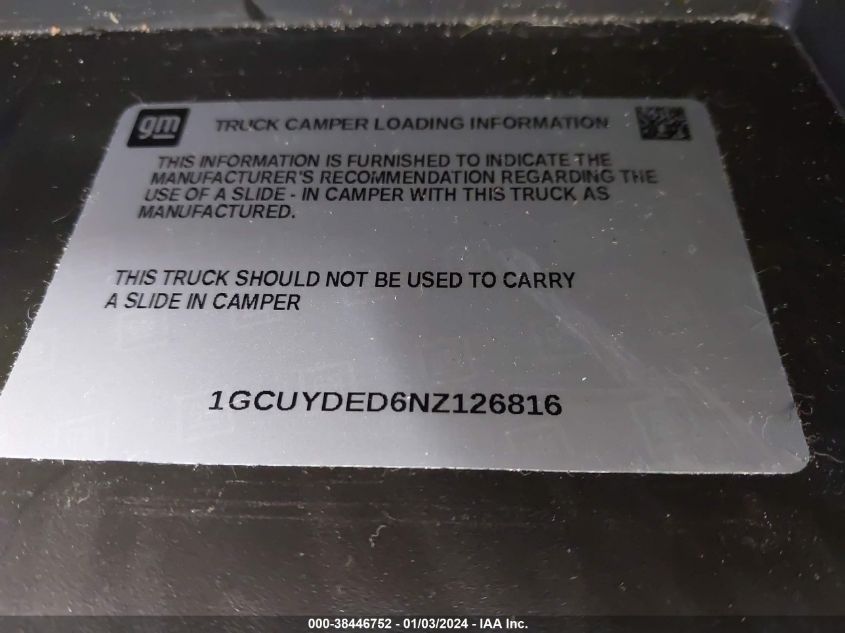 gm
TRUCK CAMPER LOADING INFORMATION
THIS INFORMATION IS FURNISHED TO INDICATE THE
MANUFACTURER'S RECOMMENDATION REGARDING THE
USE OF A SLIDE - IN CAMPER WITH THIS TRUCK AS
MANUFACTURED.
THIS TRUCK SHOULD NOT BE USED TO CARRY
A SLIDE IN CAMPER
1GCUYDED6NZ126816
000-38446752 - 01/03/2024 - IAA Inc.